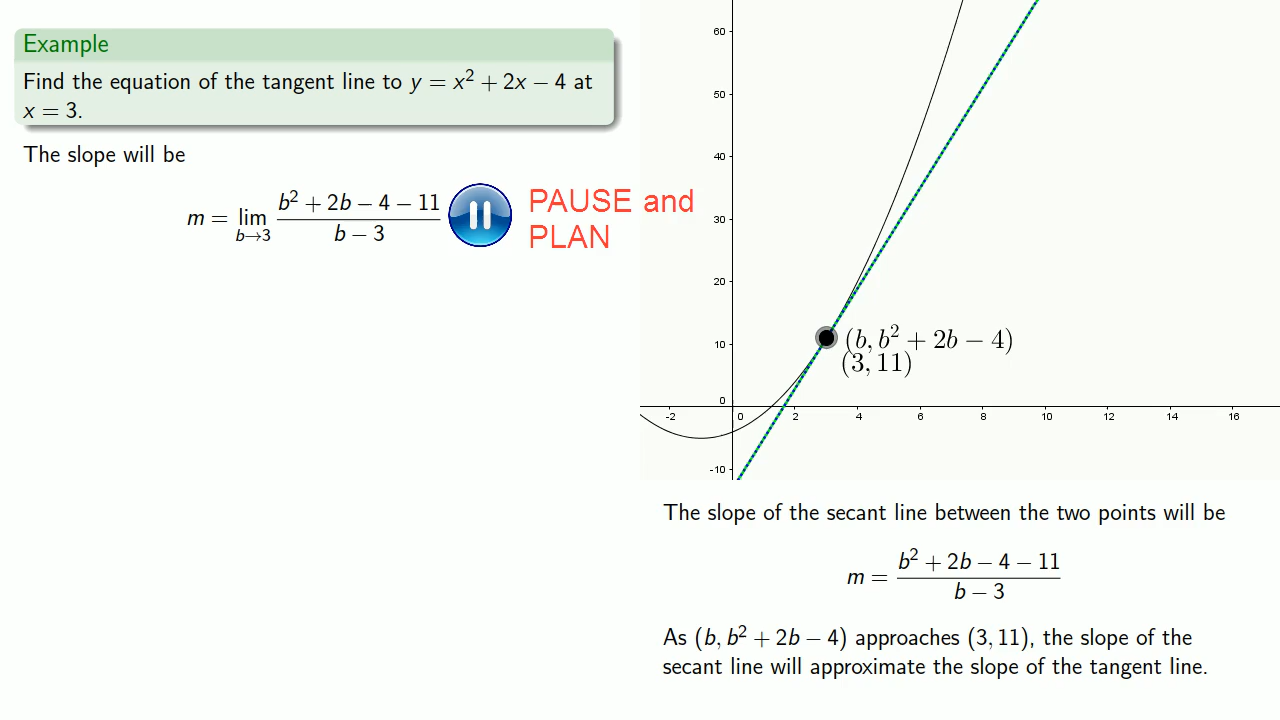 Example
Find the equation of the tangent line to y = x² + 2x − 4 at
x = 3.
The slope will be
m = lim b→3 (b² + 2b − 4 − 11)/(b − 3)
PAUSE and
PLAN
60
50
40
30
20
10
0
-10
-2 0 2 4 6 8 10 12 14 16
(b, b² + 2b − 4)
(3, 11)
The slope of the secant line between the two points will be
m = (b² + 2b − 4 − 11)/(b − 3)
As (b, b² + 2b − 4) approaches (3, 11), the slope of the
secant line will approximate the slope of the tangent line.